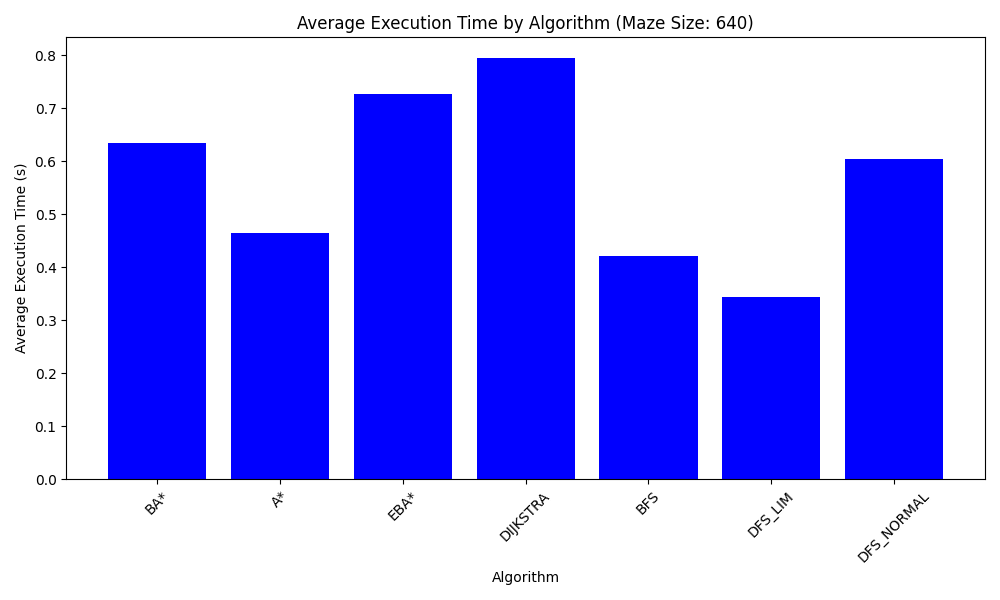 Average Execution Time by Algorithm (Maze Size: 640)
Average Execution Time (s)
0.8
0.7
0.6
0.5
0.4
0.3
0.2
0.1
0.0
BA*
A*
EBA*
DIJKSTRA
BFS
DFS_LIM
DFS_NORMAL
Algorithm